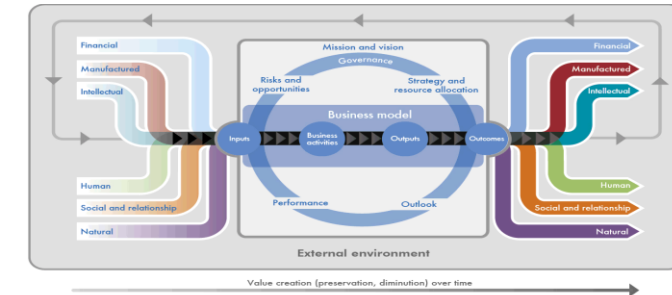 Financial
Manufactured
Intellectual
Human
Social and relationship
Natural
Mission and vision
Governance
Risks and
opportunities
Strategy and
resource allocation
Business model
Inputs
Business
activities
Outputs
Outcomes
Performance
Outlook
Financial
Manufactured
Intellectual
Human
Social and relationship
Natural
External environment
Value creation (preservation, diminution) over time